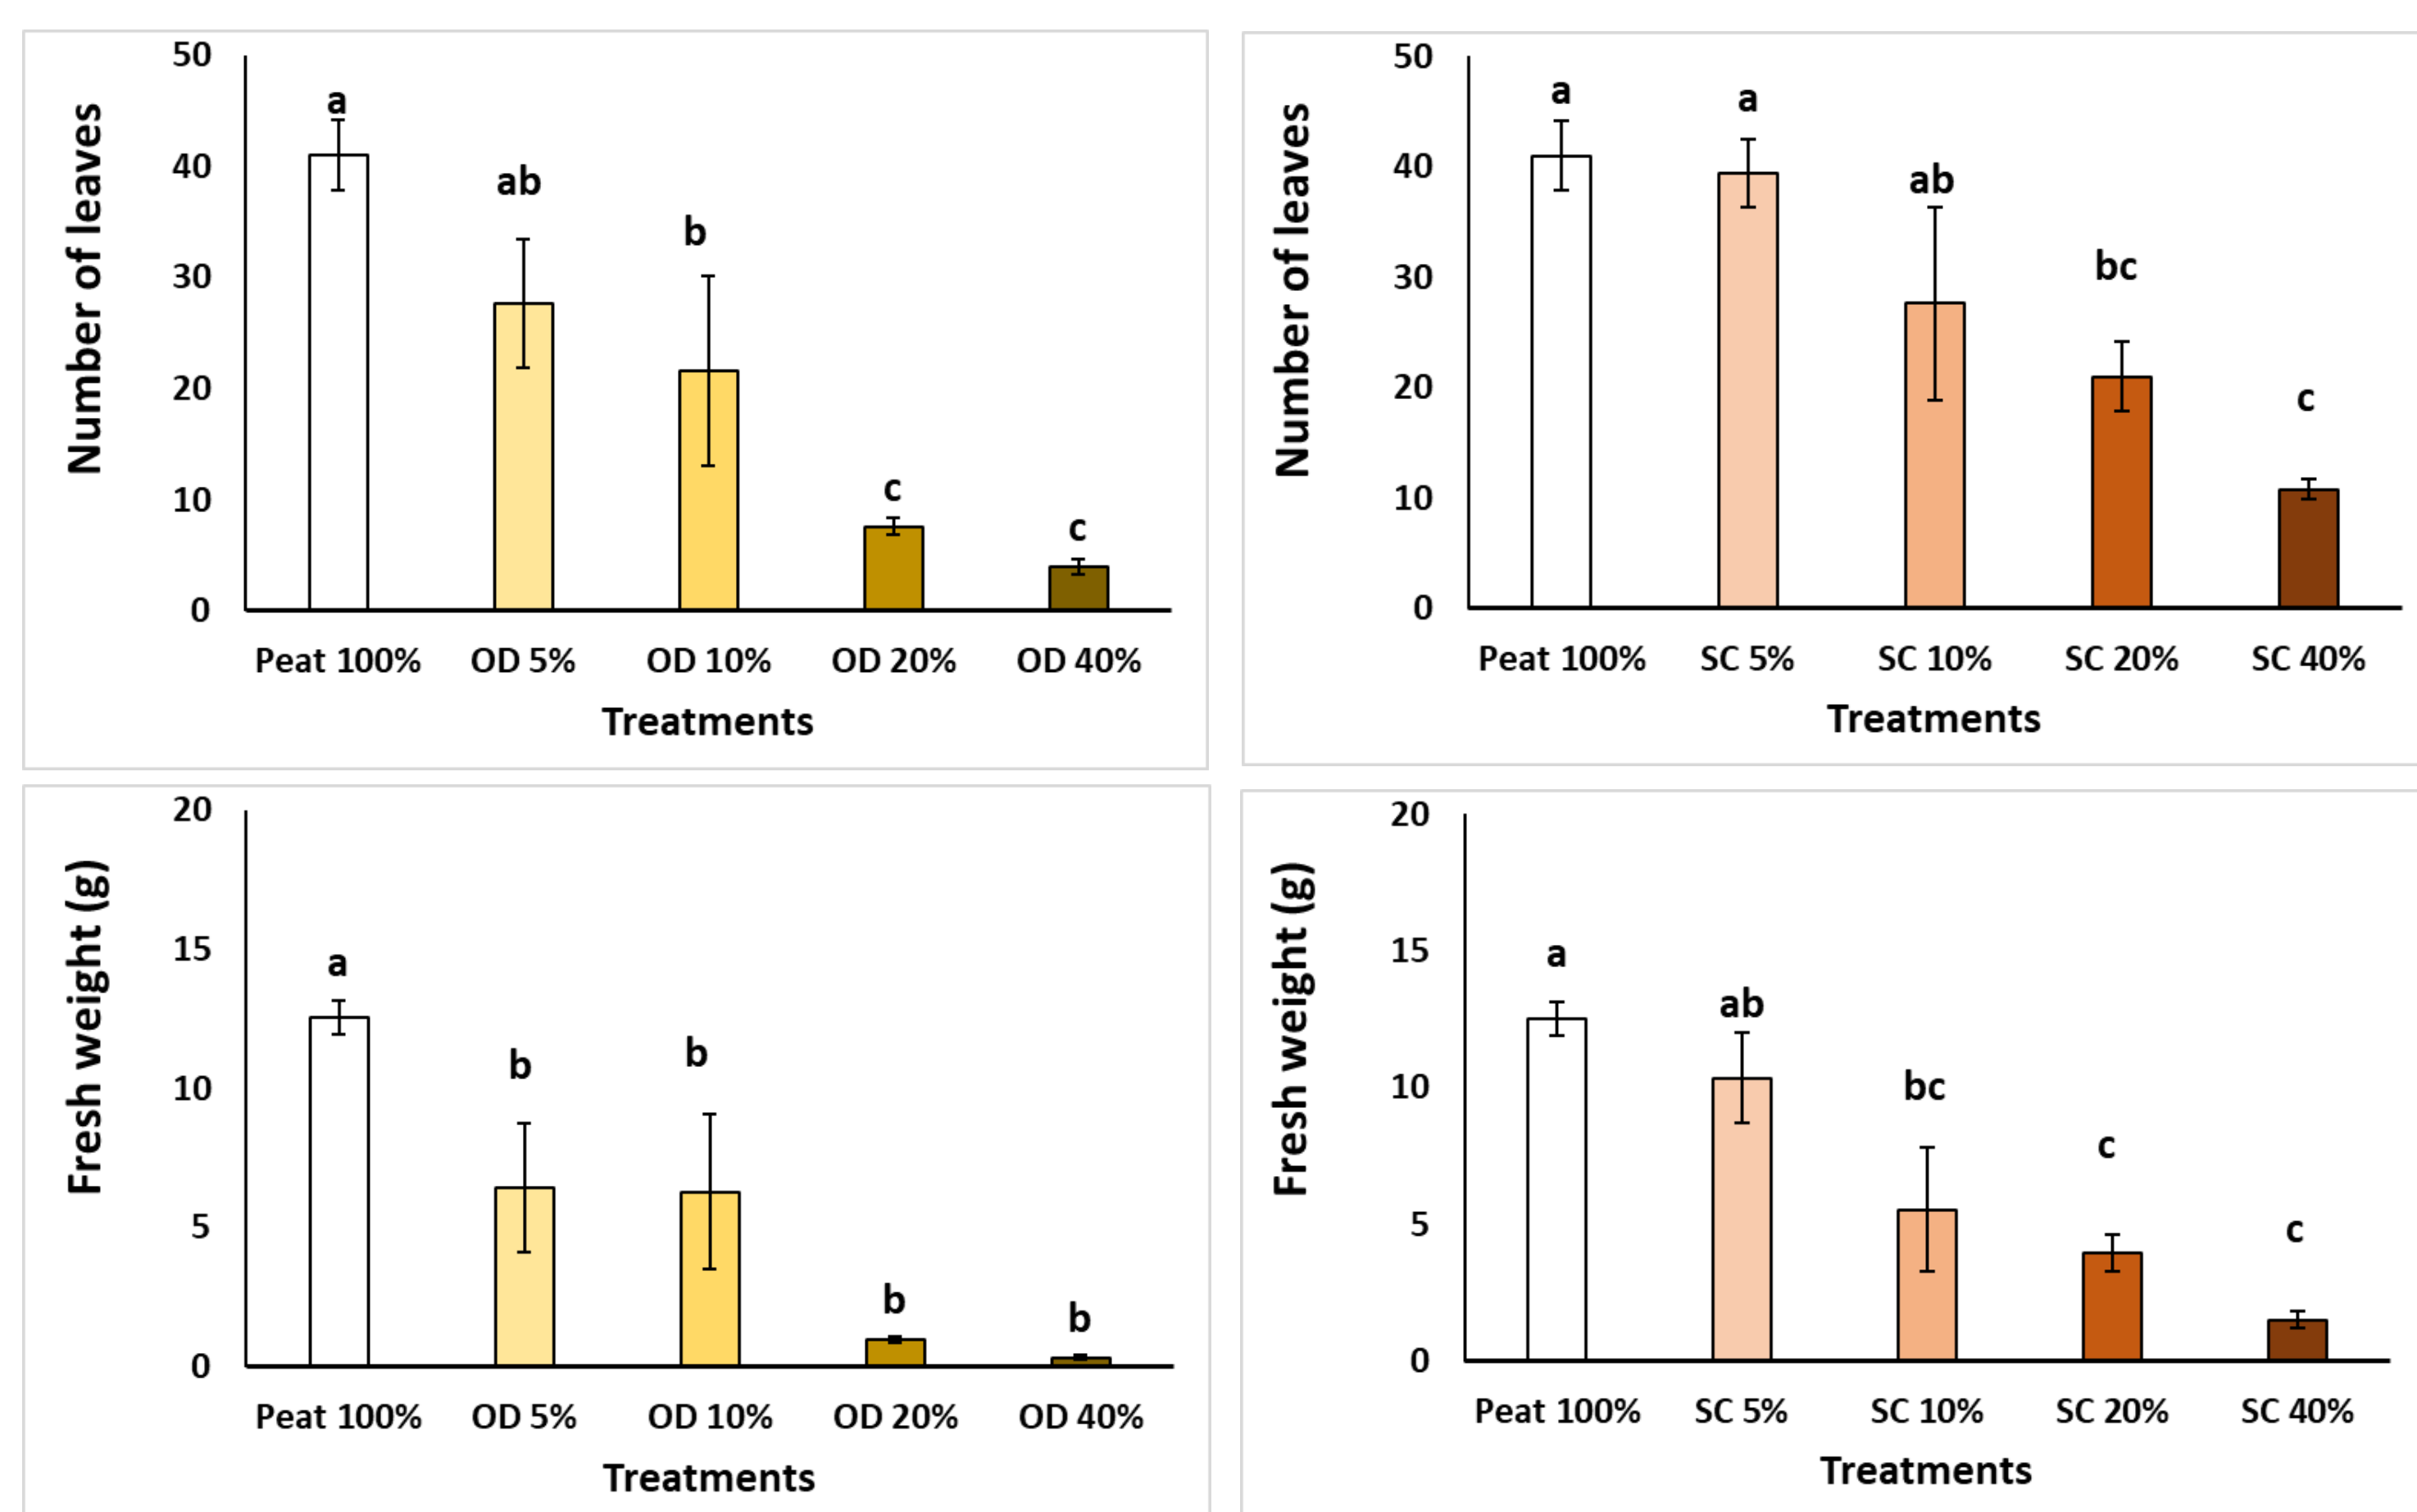 Number of leaves
50
40
30
20
10
0
a
ab
b
c
c
Peat 100% OD 5% OD 10% OD 20% OD 40%
Treatments
Number of leaves
50
40
30
20
10
0
a
a
ab
bc
c
Peat 100% SC 5% SC 10% SC 20% SC 40%
Treatments
Fresh weight (g)
20
15
10
5
0
a
b
b
b
b
Peat 100% OD 5% OD 10% OD 20% OD 40%
Treatments
Fresh weight (g)
20
15
10
5
0
a
ab
bc
c
c
Peat 100% SC 5% SC 10% SC 20% SC 40%
Treatments